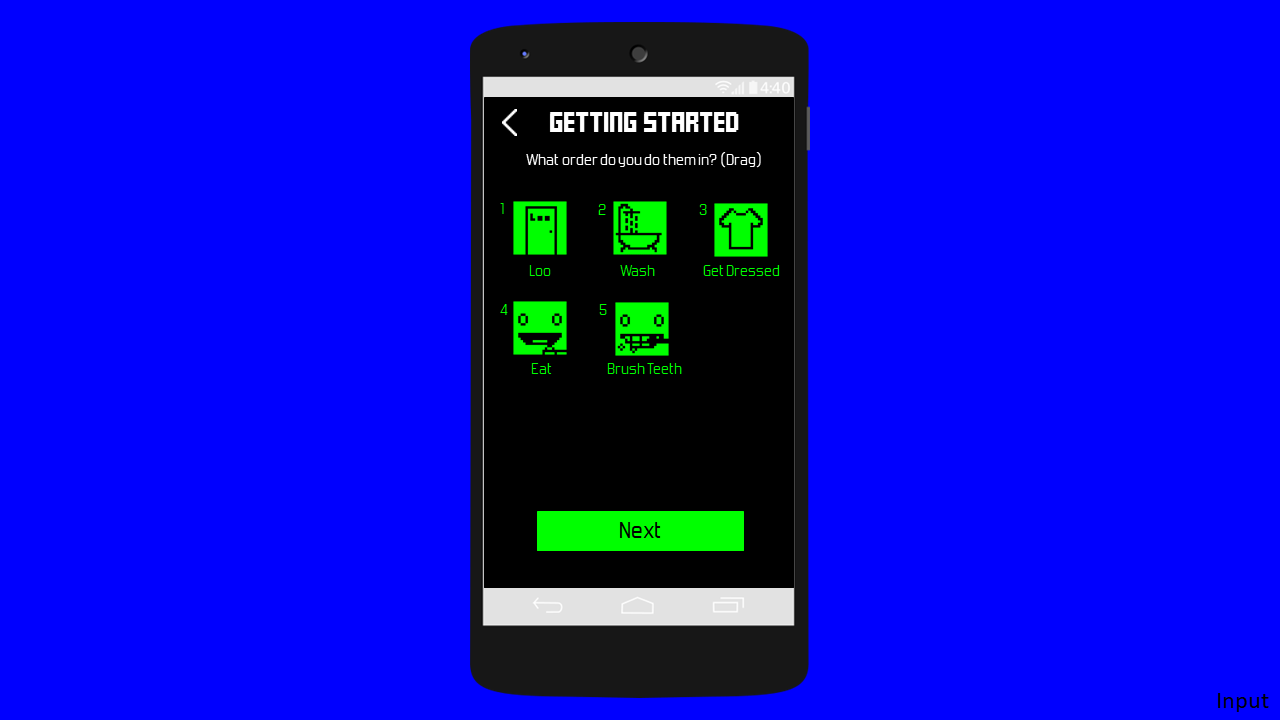 4:40
GETTING STARTED
What order do you do them in? (Drag)
1 LOO 2 3
Loo Wash Get Dressed
4 5
Eat Brush Teeth
Next
Input